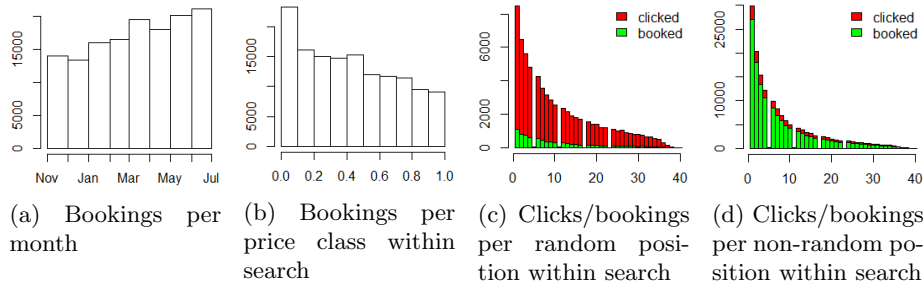 0 5000 15000
Nov Jan Mar May Jul
(a) Bookings per
month
0 5000 15000
0.0 0.2 0.4 0.6 0.8 1.0
(b) Bookings per
price class within
search
0 2000 6000
clicked
booked
0 10 20 30 40
(c) Clicks/bookings
per random posi-
tion within search
0 10000 25000
clicked
booked
0 10 20 30 40
(d) Clicks/bookings
per non-random po-
sition within search